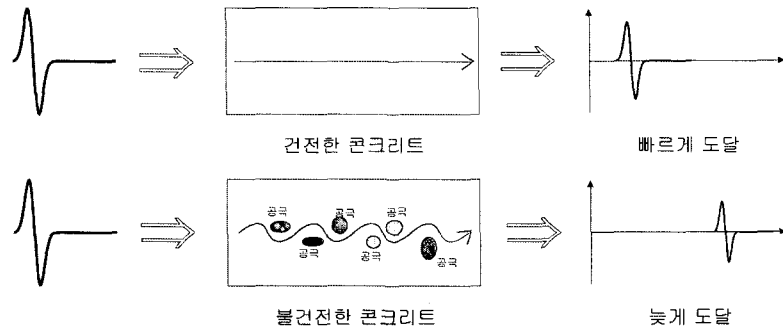 건전한 콘크리트
빠르게 도달
공극
공극
공극
공극
공극
공극
불건전한 콘크리트
늦게 도달